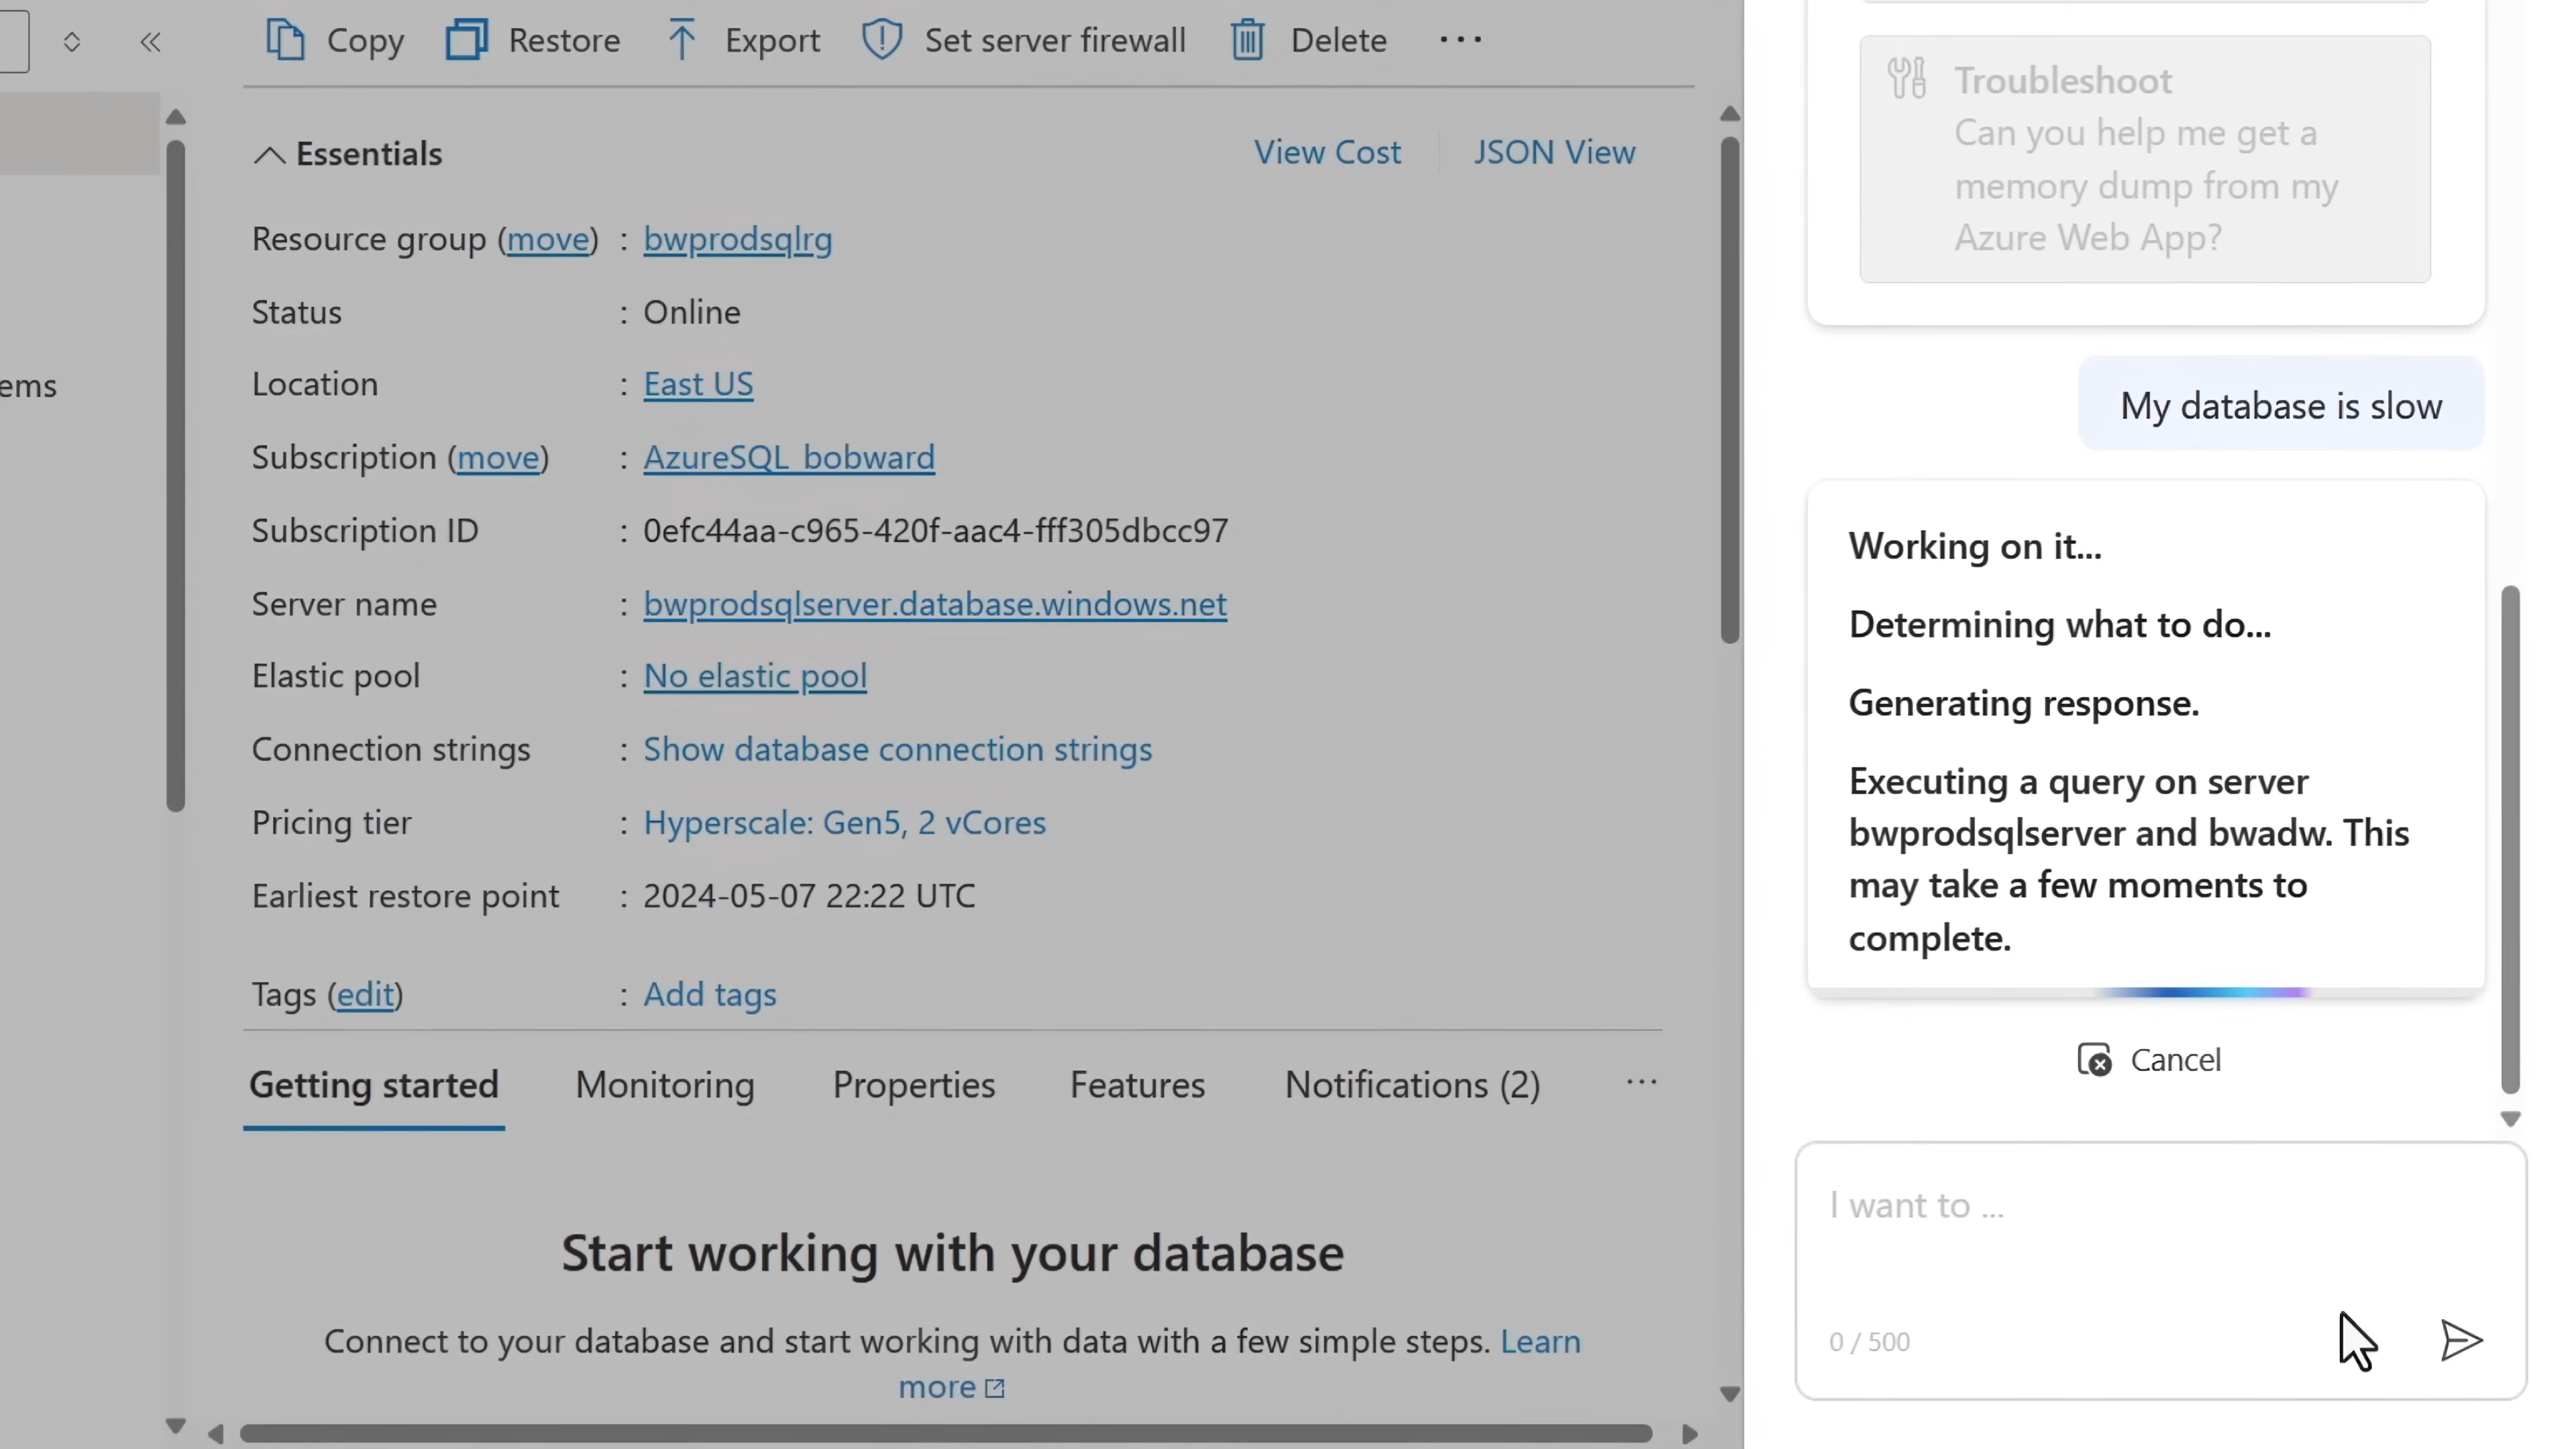 Copy Restore Export Set server firewall Delete ...
Essentials View Cost JSON View
Resource group (move) : bwprodsqlrg
Status : Online
Location : East US
Subscription (move) : AzureSQL_bobward
Subscription ID : 0efc44aa-c965-420f-aac4-fff305dbcc97
Server name : bwprodsqlserver.database.windows.net
Elastic pool : No elastic pool
Connection strings : Show database connection strings
Pricing tier : Hyperscale: Gen5, 2 vCores
Earliest restore point : 2024-05-07 22:22 UTC
Tags (edit) : Add tags
Getting started Monitoring Properties Features Notifications (2) ...
Start working with your database
Connect to your database and start working with data with a few simple steps. Learn
more
ems
Troubleshoot
Can you help me get a
memory dump from my
Azure Web App?
My database is slow
Working on it...
Determining what to do...
Generating response.
Executing a query on server
bwprodsqlserver and bwadw. This
may take a few moments to
complete.
Cancel
I want to ...
0 / 500